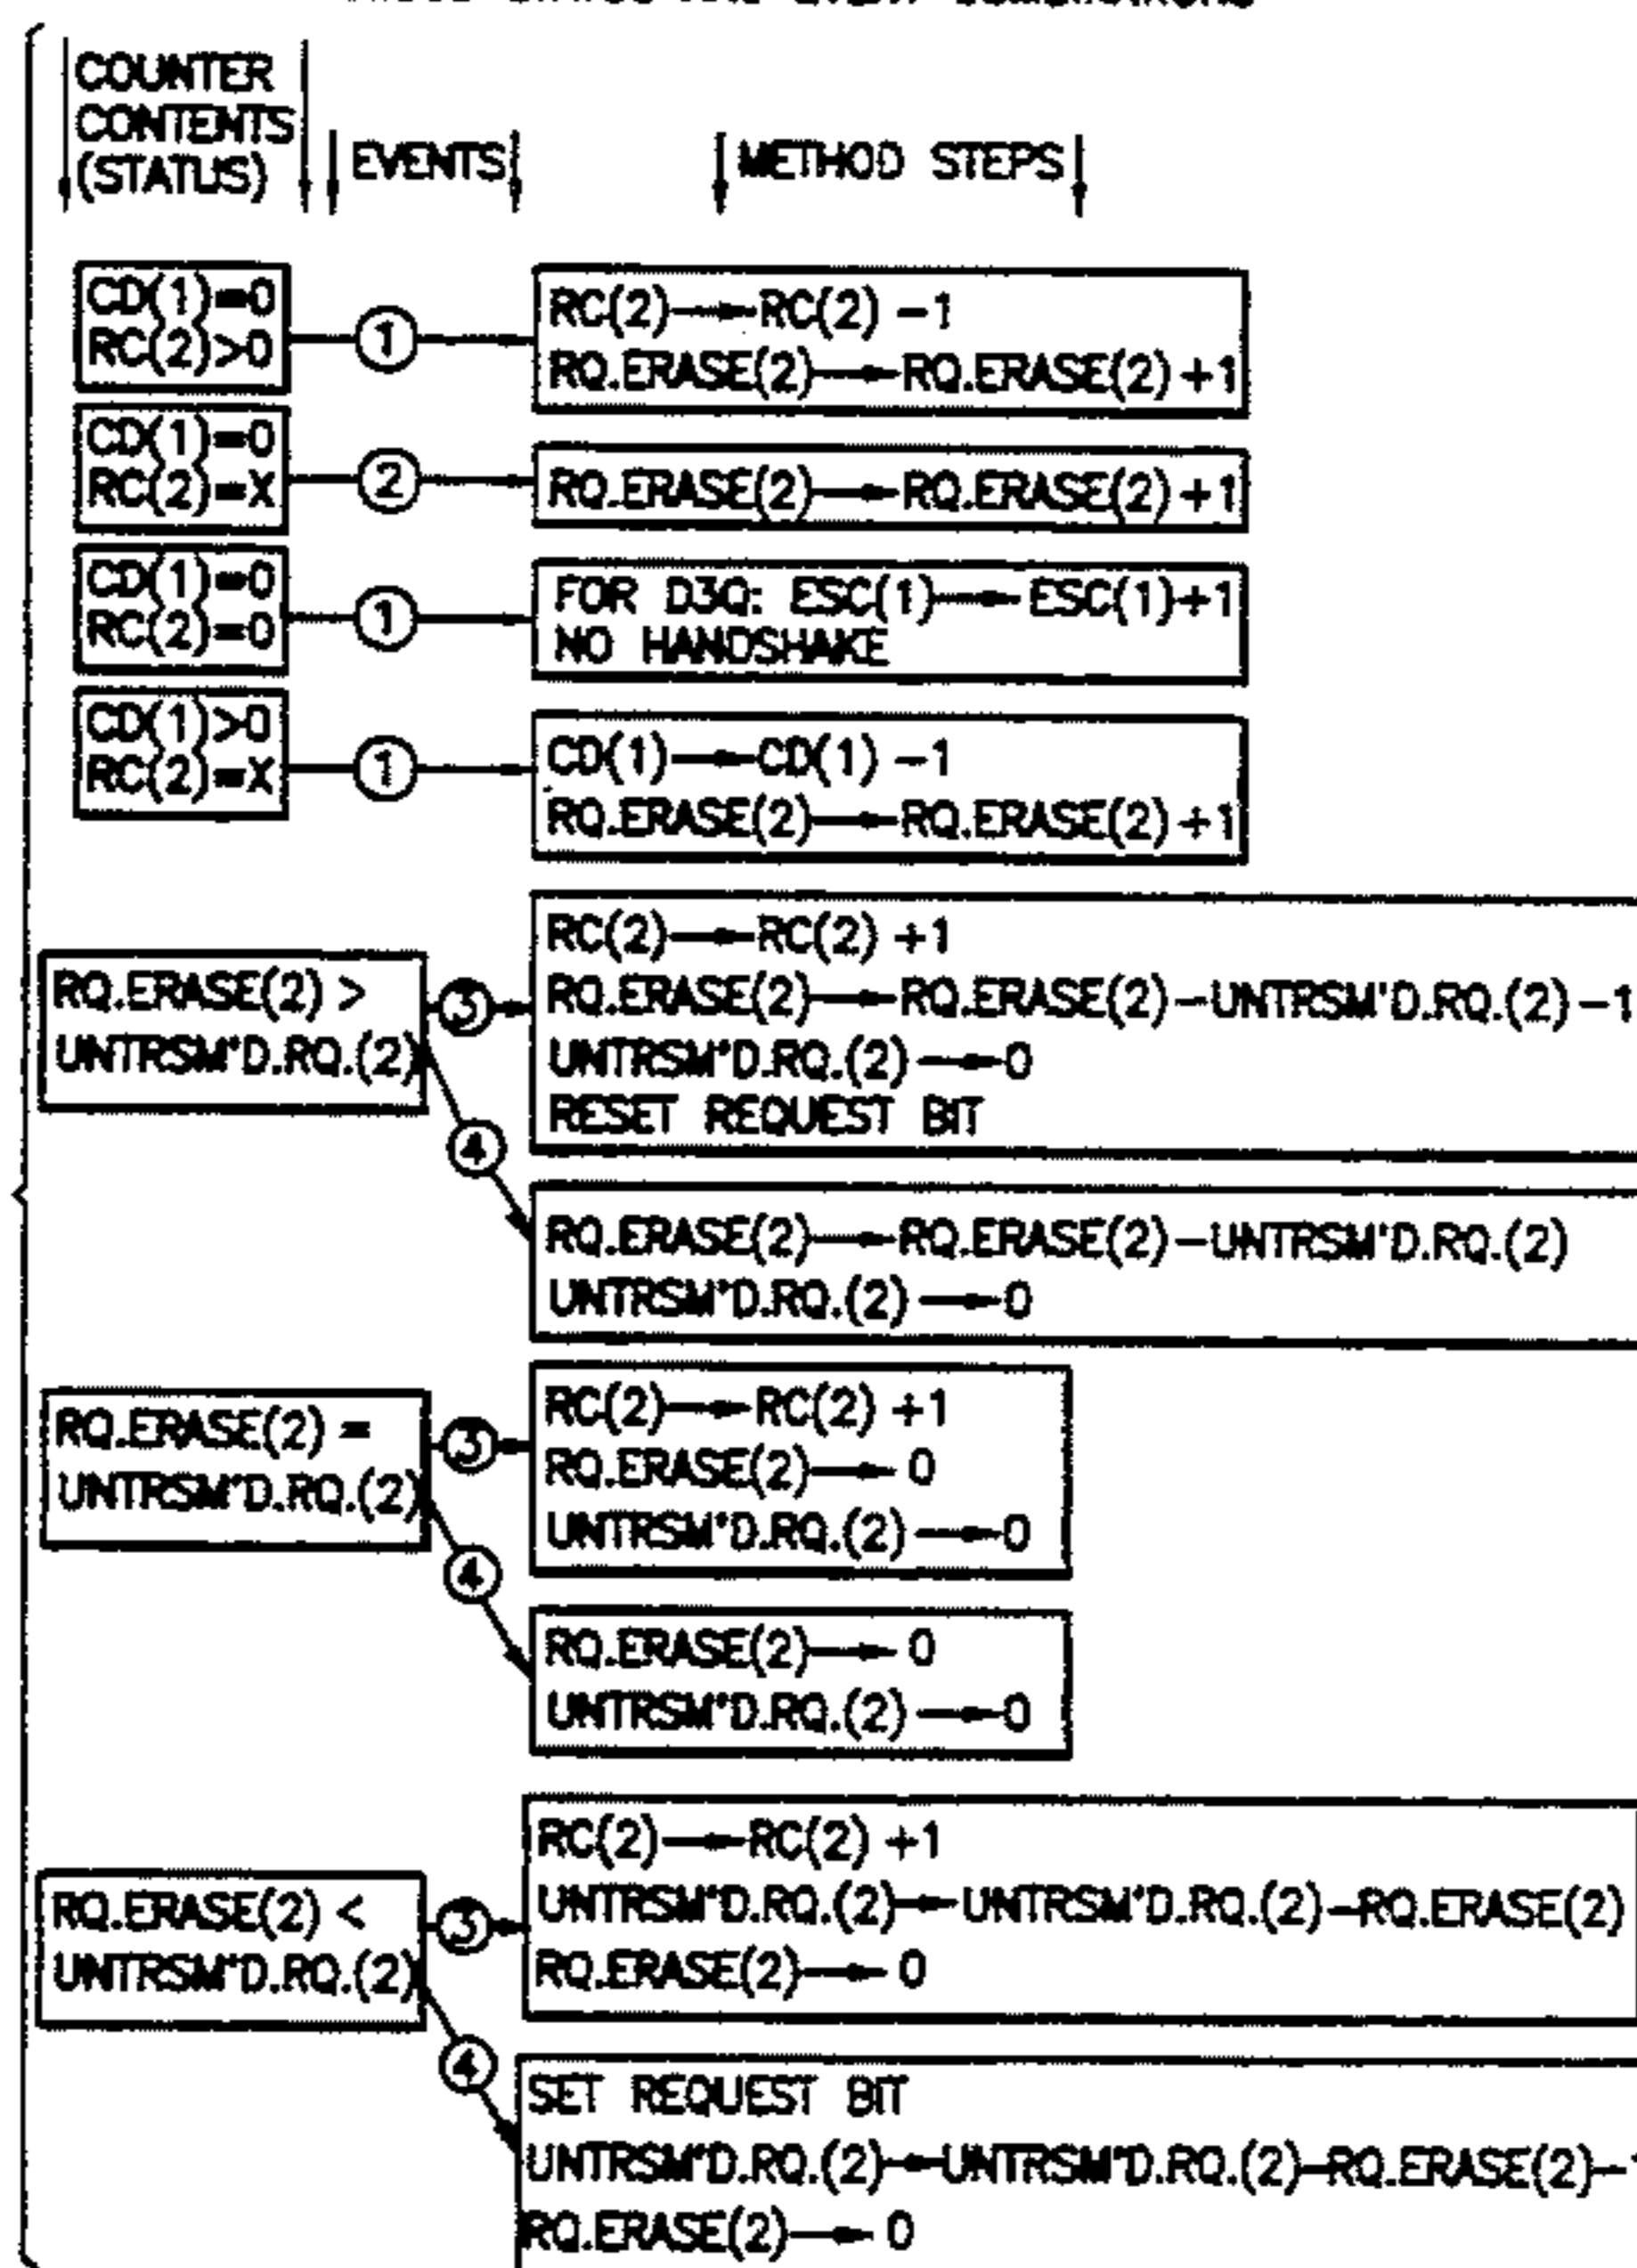 COUNTER
CONTENTS
(STATUS)
EVENTS
METHOD STEPS
CD(1)=0
RC(2)>0
1
RC(2)→RC(2)-1
RQ.ERASE(2)→RQ.ERASE(2)+1
CD(1)=0
RC(2)=X
2
RQ.ERASE(2)→RQ.ERASE(2)+1
CD(1)=0
RC(2)=0
1
FOR D3Q: ESC(1)→ESC(1)+1
NO HANDSHAKE
CD(1)>0
RC(2)=X
1
CD(1)→CD(1)-1
RQ.ERASE(2)→RQ.ERASE(2)+1
RQ.ERASE(2) >
UNTRSM'D.RQ.(2)
3
RC(2)→RC(2)+1
RQ.ERASE(2)→RQ.ERASE(2)-UNTRSM'D.RQ.(2)-1
UNTRSM'D.RQ.(2)→0
RESET REQUEST BIT
4
RQ.ERASE(2)→RQ.ERASE(2)-UNTRSM'D.RQ.(2)
UNTRSM'D.RQ.(2)→0
RQ.ERASE(2) =
UNTRSM'D.RQ.(2)
3
RC(2)→RC(2)+1
RQ.ERASE(2)→0
UNTRSM'D.RQ.(2)→0
4
RQ.ERASE(2)→0
UNTRSM'D.RQ.(2)→0
RQ.ERASE(2) <
UNTRSM'D.RQ.(2)
3
RC(2)→RC(2)+1
UNTRSM'D.RQ.(2)→UNTRSM'D.RQ.(2)-RQ.ERASE(2)
RQ.ERASE(2)→0
4
SET REQUEST BIT
UNTRSM'D.RQ.(2)→UNTRSM'D.RQ.(2)-RQ.ERASE(2)-1
RQ.ERASE(2)→0